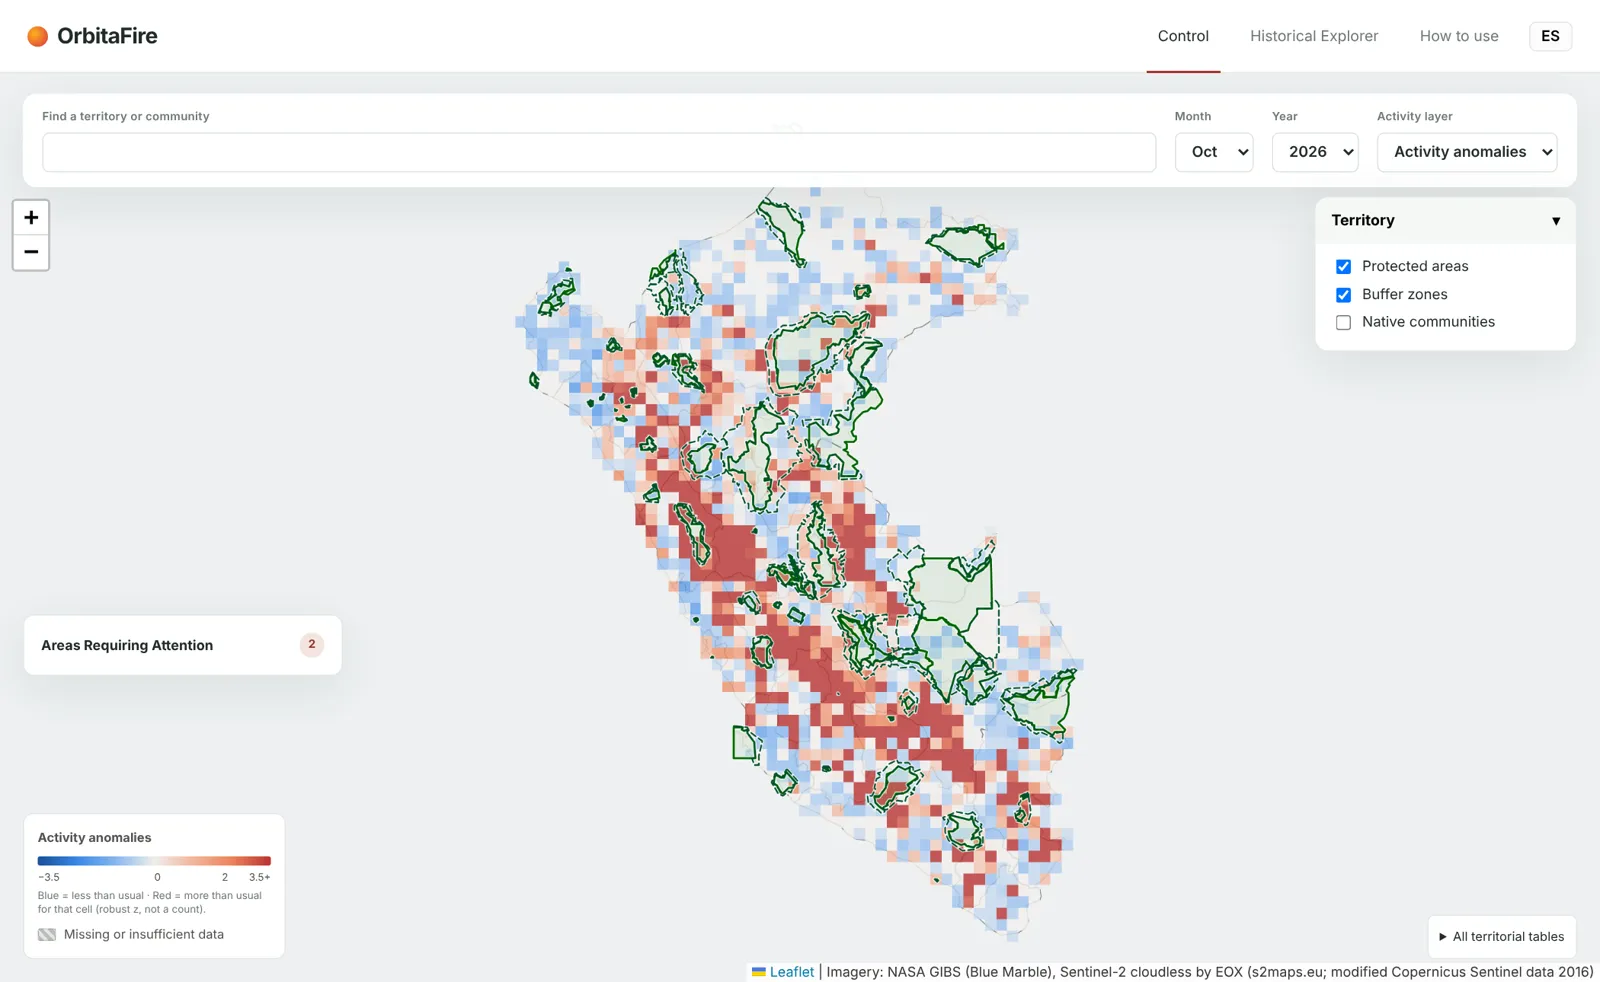 OrbitaFire
Control
Historical Explorer
How to use
ES
Find a territory or community
Month
Year
Activity layer
Oct
2026
Activity anomalies
+
−
Territory ▼
Protected areas
Buffer zones
Native communities
Areas Requiring Attention 2
Activity anomalies
−3.5 0 2 3.5+
Blue = less than usual · Red = more than usual
for that cell (robust z, not a count).
Missing or insufficient data
▶ All territorial tables
Leaflet | Imagery: NASA GIBS (Blue Marble), Sentinel-2 cloudless by EOX (s2maps.eu; modified Copernicus Sentinel data 2016)